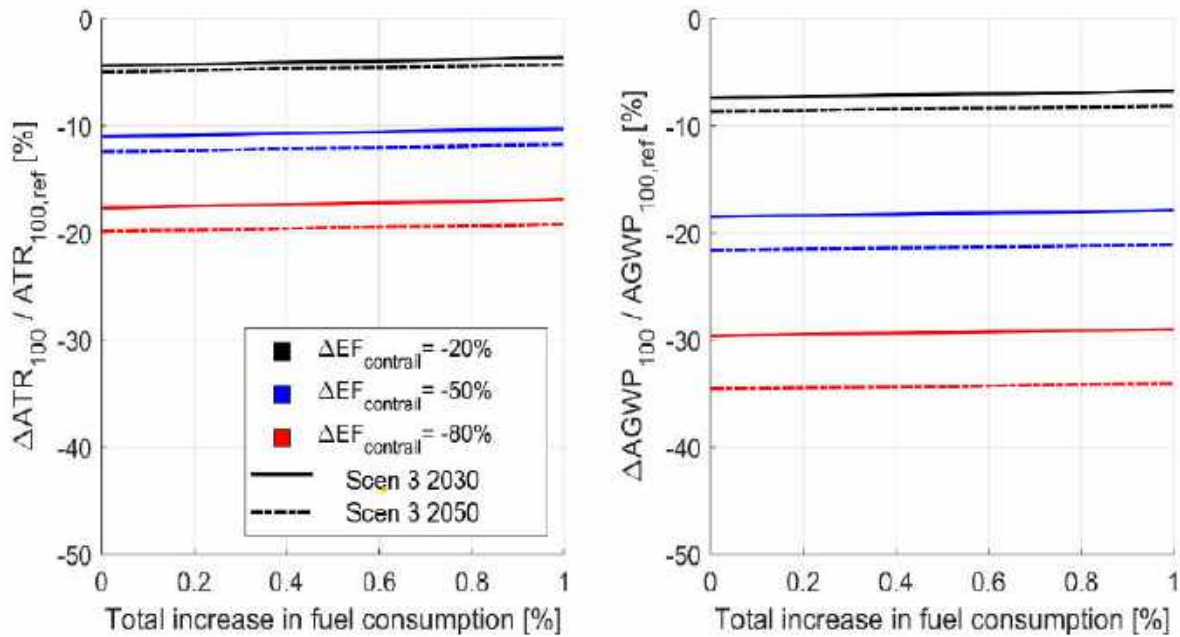 ΔATR100 / ATR100,ref [%]
0
-10
-20
-30
-40
-50
ΔEFcontrail= -20%
ΔEFcontrail= -50%
ΔEFcontrail= -80%
Scen 3 2030
Scen 3 2050
0 0.2 0.4 0.6 0.8 1
Total increase in fuel consumption [%]
ΔAGWP100 / AGWP100,ref [%]
0
-10
-20
-30
-40
-50
0 0.2 0.4 0.6 0.8 1
Total increase in fuel consumption [%]